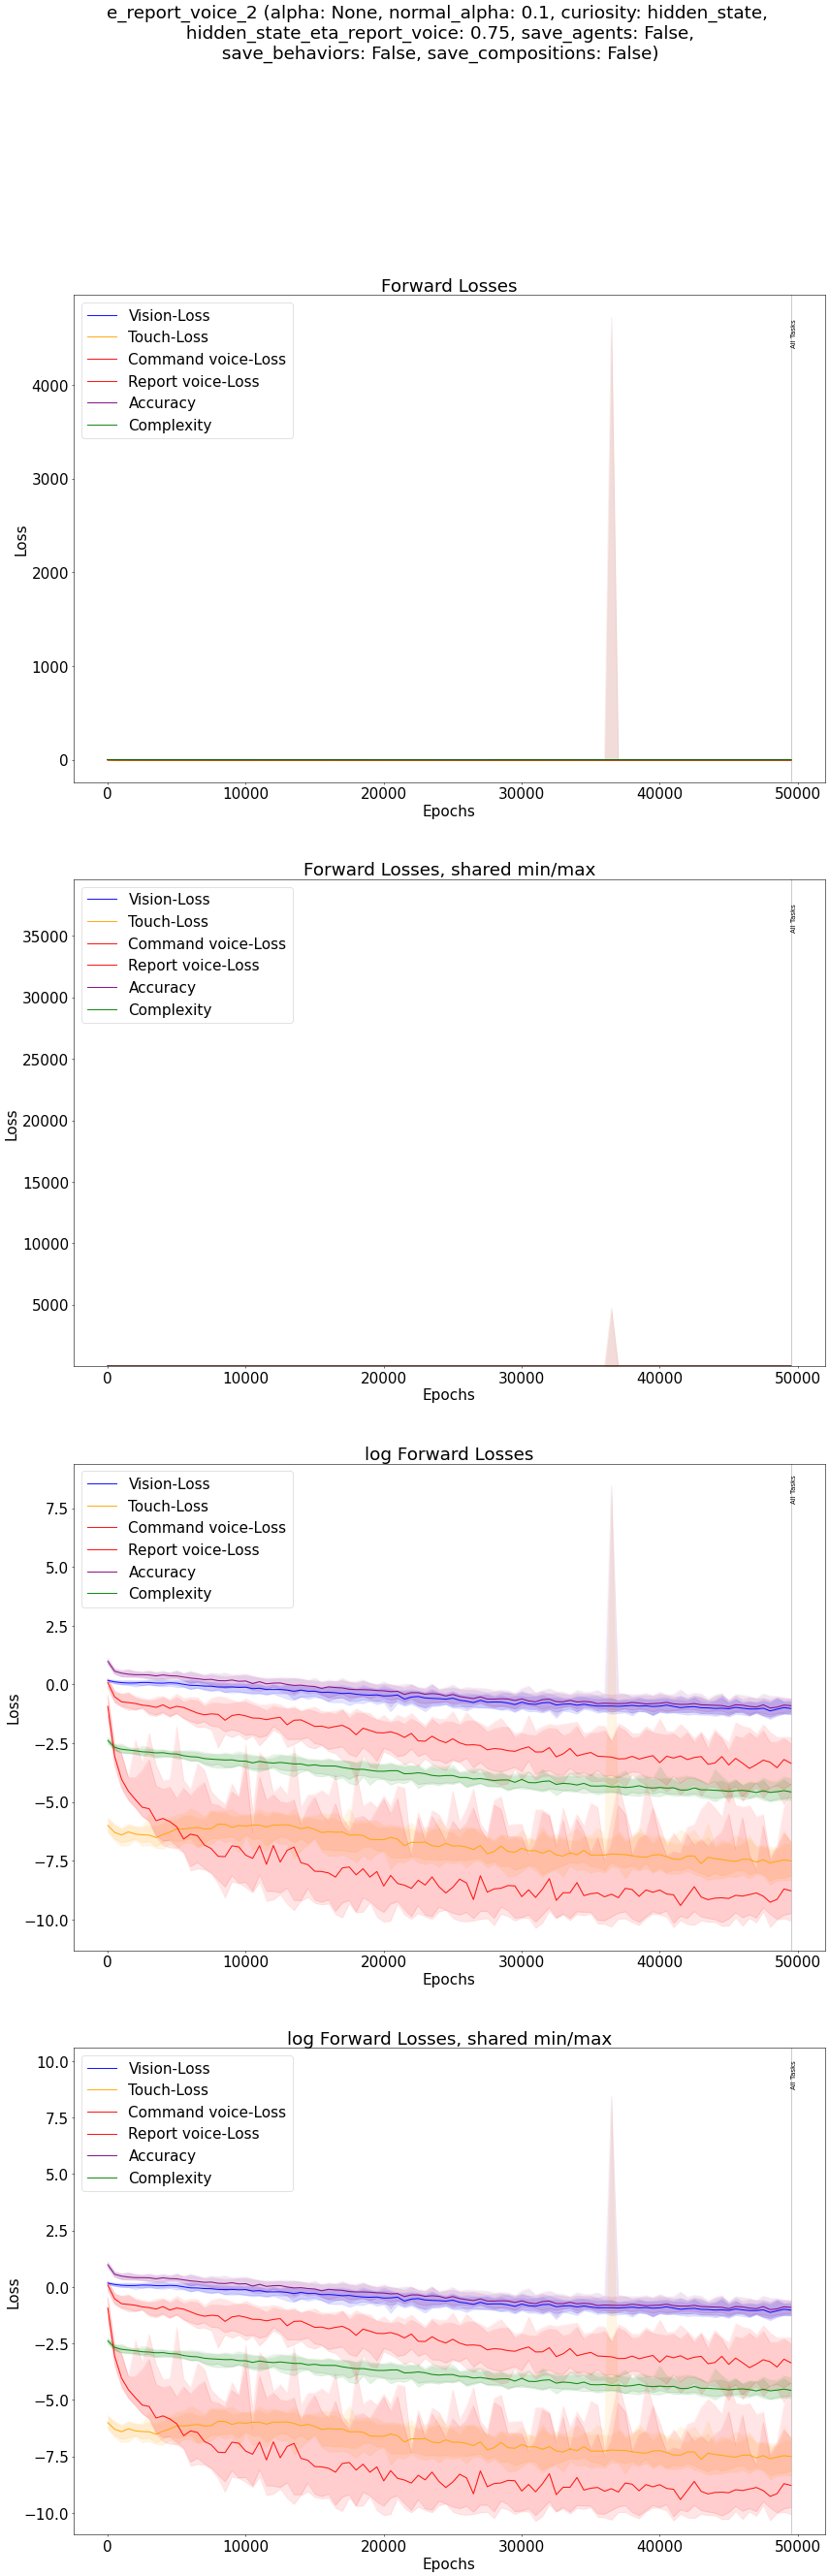 e_report_voice_2 (alpha: None, normal_alpha: 0.1, curiosity: hidden_state,
hidden_state_eta_report_voice: 0.75, save_agents: False,
save_behaviors: False, save_compositions: False)
Forward Losses
Vision-Loss
Touch-Loss
Command voice-Loss
Report voice-Loss
Accuracy
Complexity
All Tasks
4000
3000
2000
1000
0
Loss
0 10000 20000 30000 40000 50000
Epochs
Forward Losses, shared min/max
Vision-Loss
Touch-Loss
Command voice-Loss
Report voice-Loss
Accuracy
Complexity
All Tasks
35000
30000
25000
20000
15000
10000
5000
Loss
0 10000 20000 30000 40000 50000
Epochs
log Forward Losses
Vision-Loss
Touch-Loss
Command voice-Loss
Report voice-Loss
Accuracy
Complexity
All Tasks
7.5
5.0
2.5
0.0
−2.5
−5.0
−7.5
−10.0
Loss
0 10000 20000 30000 40000 50000
Epochs
log Forward Losses, shared min/max
Vision-Loss
Touch-Loss
Command voice-Loss
Report voice-Loss
Accuracy
Complexity
All Tasks
10.0
7.5
5.0
2.5
0.0
−2.5
−5.0
−7.5
−10.0
Loss
0 10000 20000 30000 40000 50000
Epochs